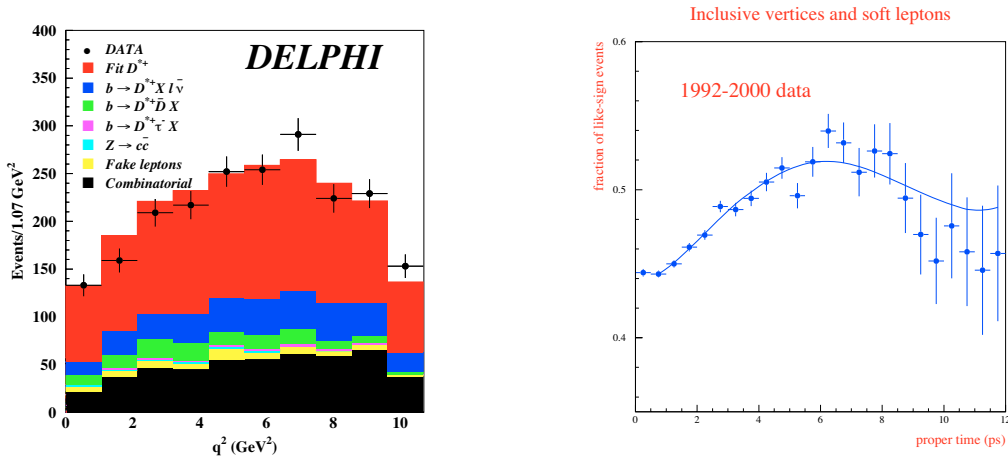 DELPHI
DATA
Fit D*+
b → D*+ X l ν̄
b → D*+ D̄ X
b → D*+ τ- X
Z → cc̄
Fake leptons
Combinatorial
Events/1.07 GeV2
400
350
300
250
200
150
100
50
0
0 2 4 6 8 10
q2 (GeV2)
Inclusive vertices and soft leptons
1992-2000 data
fraction of like-sign events
0.6
0.5
0.4
0 2 4 6 8 10 12
proper time (ps)